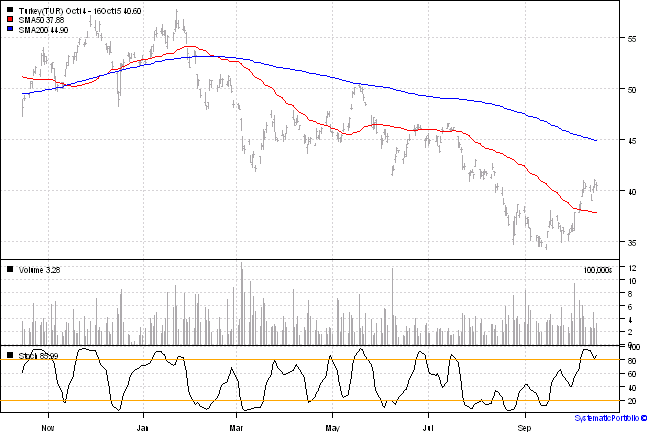 Turkey(TUR) Oct14 - 16Oct15 40.60
SMA50 37.88
SMA200 44.90
55
50
45
40
35
Volume 3.28
100,000s
12
10
8
6
4
2
0
Stoch 85.99
80
60
40
20
Nov Jan Mar May Jul Sep
SystematicPortfolio ©